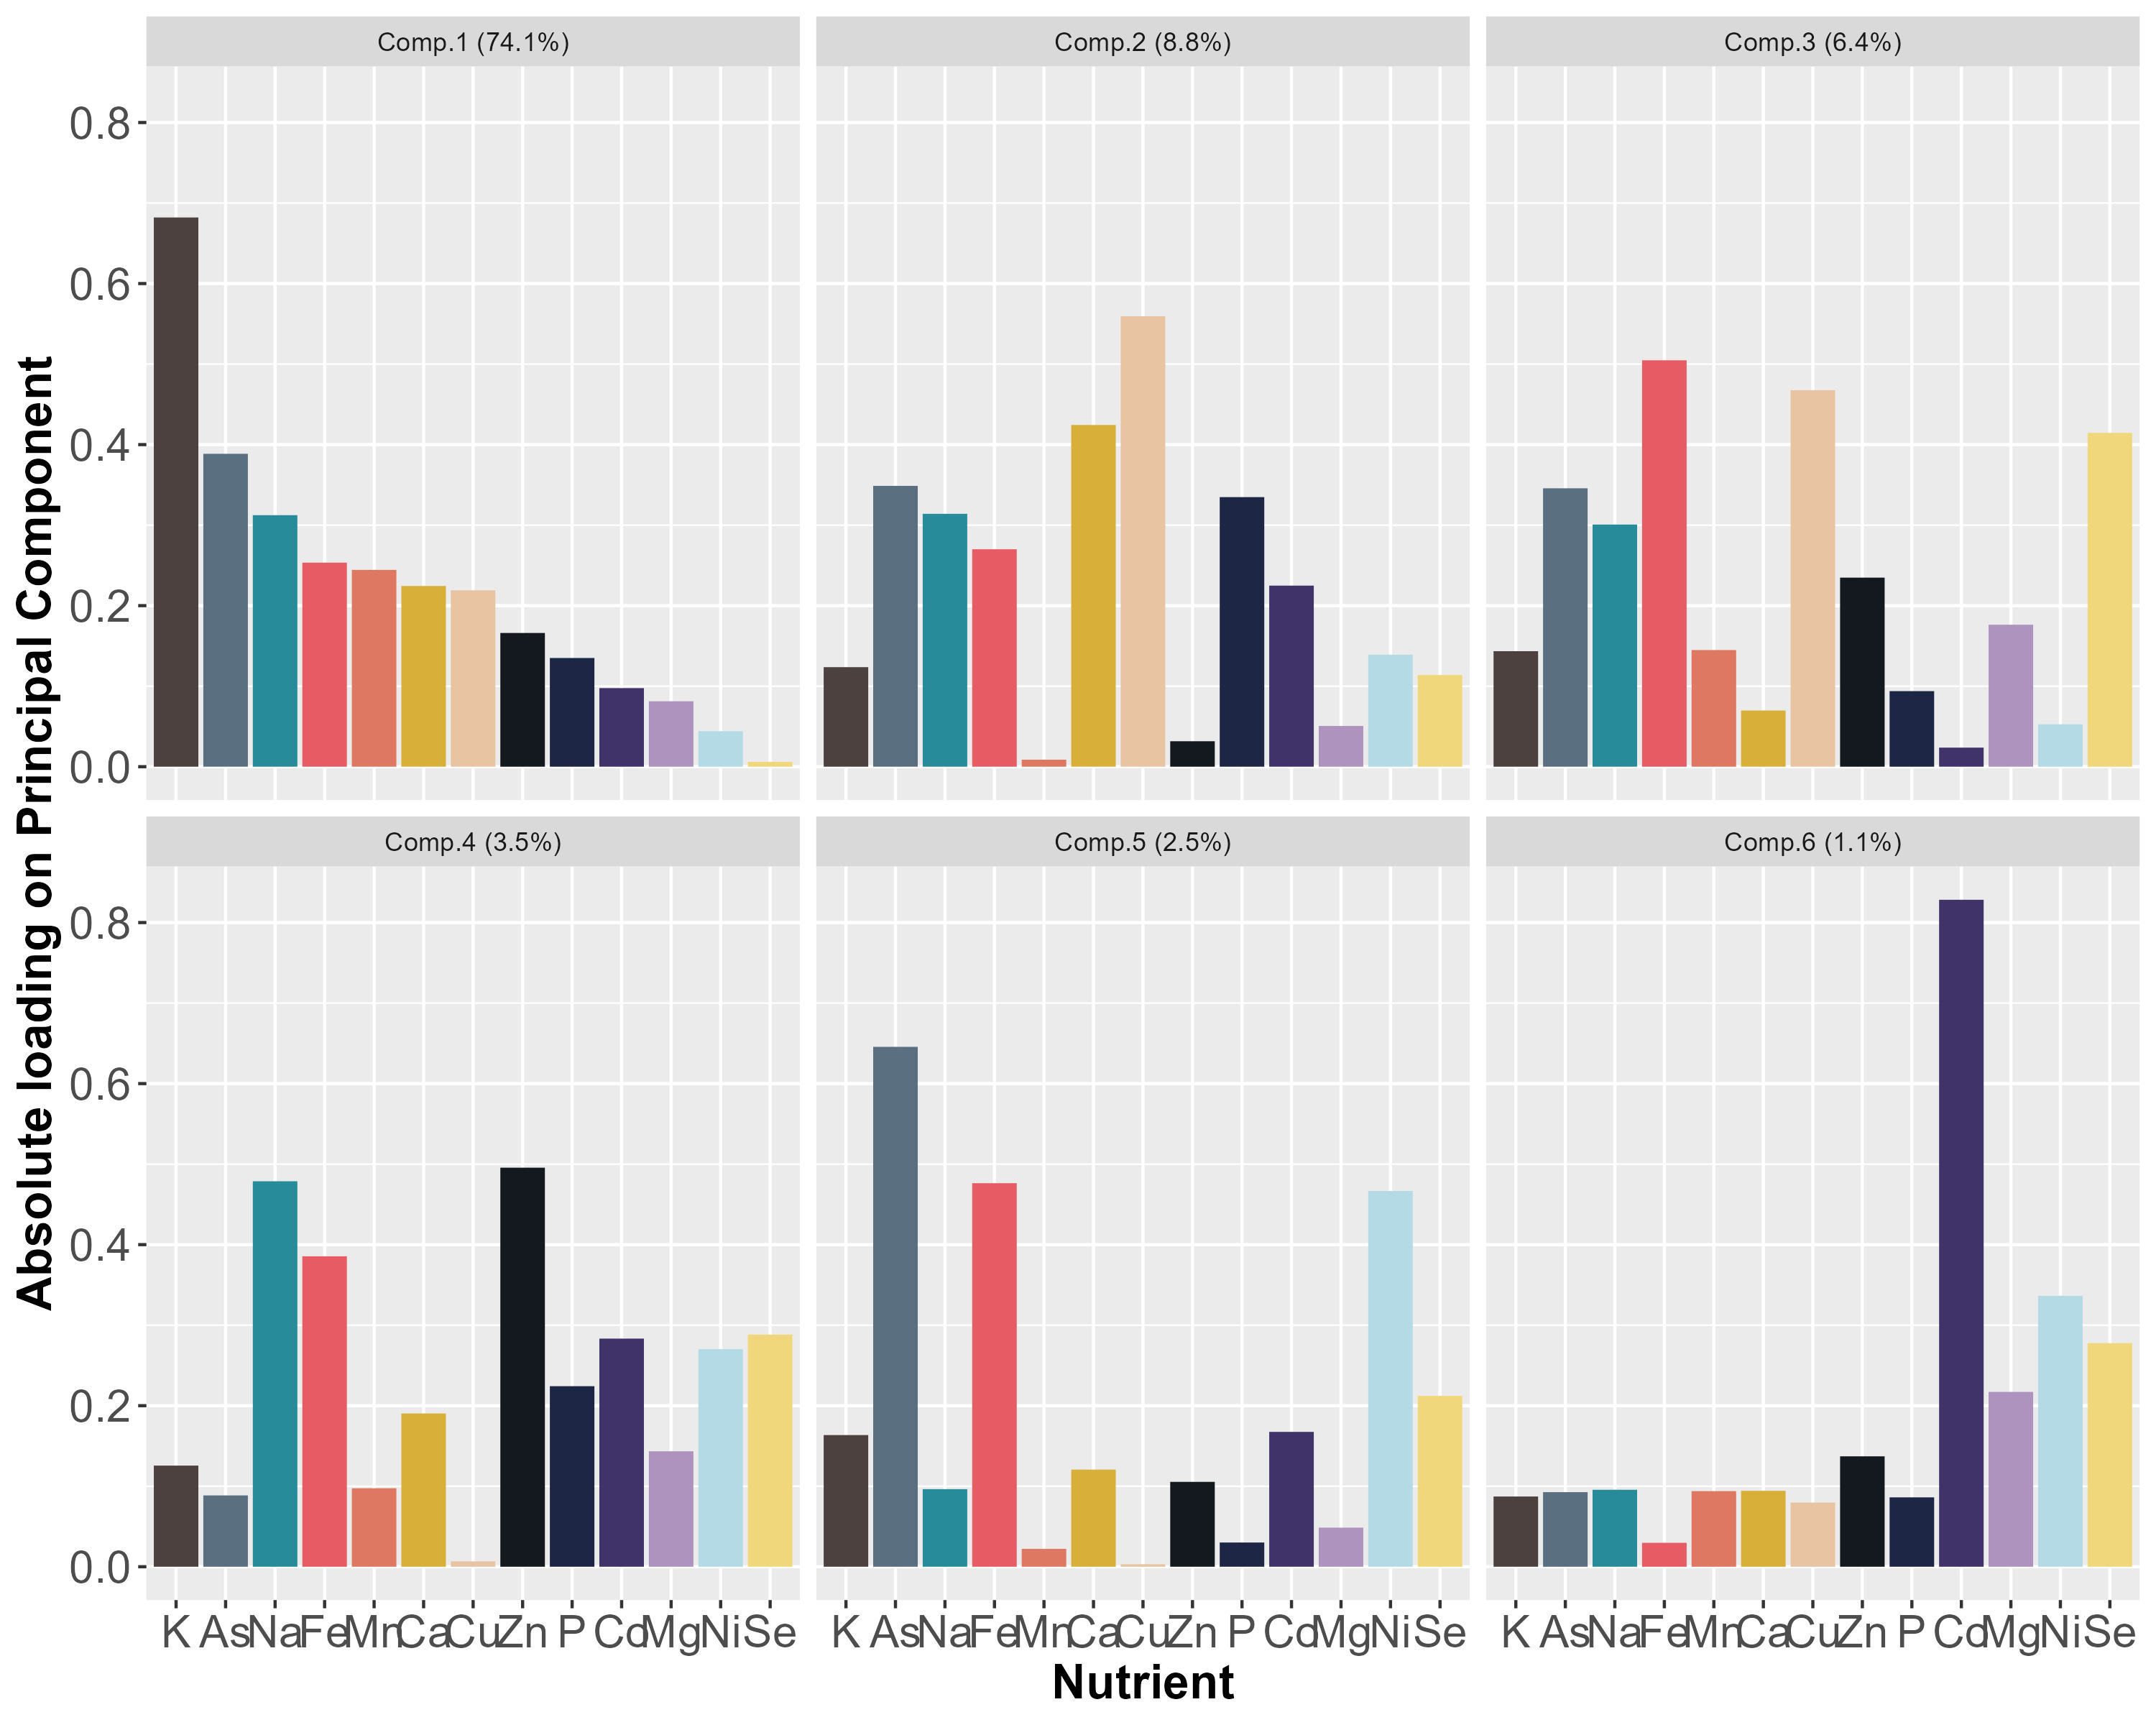 Comp.1 (74.1%)
Comp.2 (8.8%)
Comp.3 (6.4%)
0.8
0.6
0.4
0.2
0.0
Comp.4 (3.5%)
Comp.5 (2.5%)
Comp.6 (1.1%)
0.8
0.6
0.4
0.2
0.0
K As Na Fe Mn Ca Cu Zn P Cd Mg Ni Se
K As Na Fe Mn Ca Cu Zn P Cd Mg Ni Se
K As Na Fe Mn Ca Cu Zn P Cd Mg Ni Se
Nutrient
Absolute loading on Principal Component